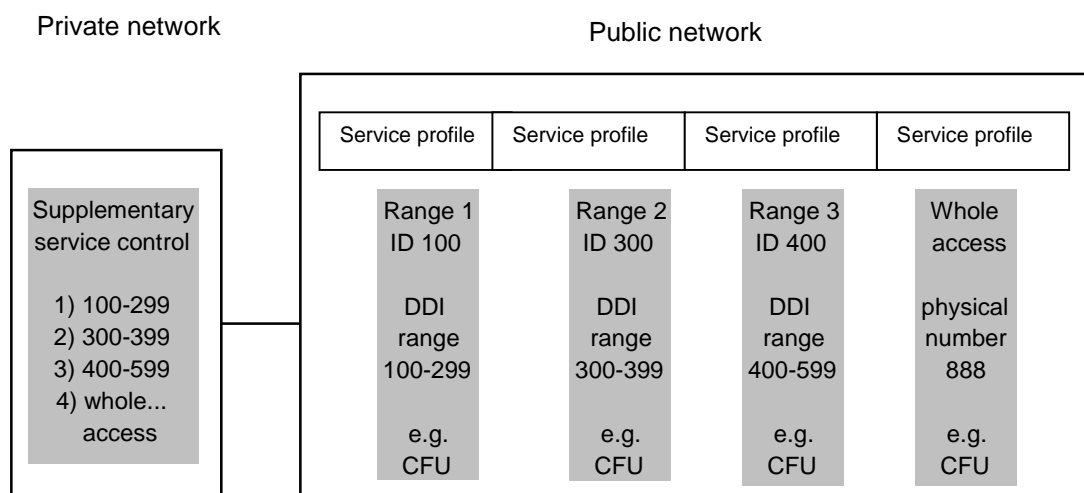 Private network
Public network
Service profile
Service profile
Service profile
Service profile
Supplementary
service control
1) 100-299
2) 300-399
3) 400-599
4) whole...
access
Range 1
ID 100
DDI
range
100-299
e.g.
CFU
Range 2
ID 300
DDI
range
300-399
e.g.
CFU
Range 3
ID 400
DDI
range
400-599
e.g.
CFU
Whole
access
physical
number
888
e.g.
CFU